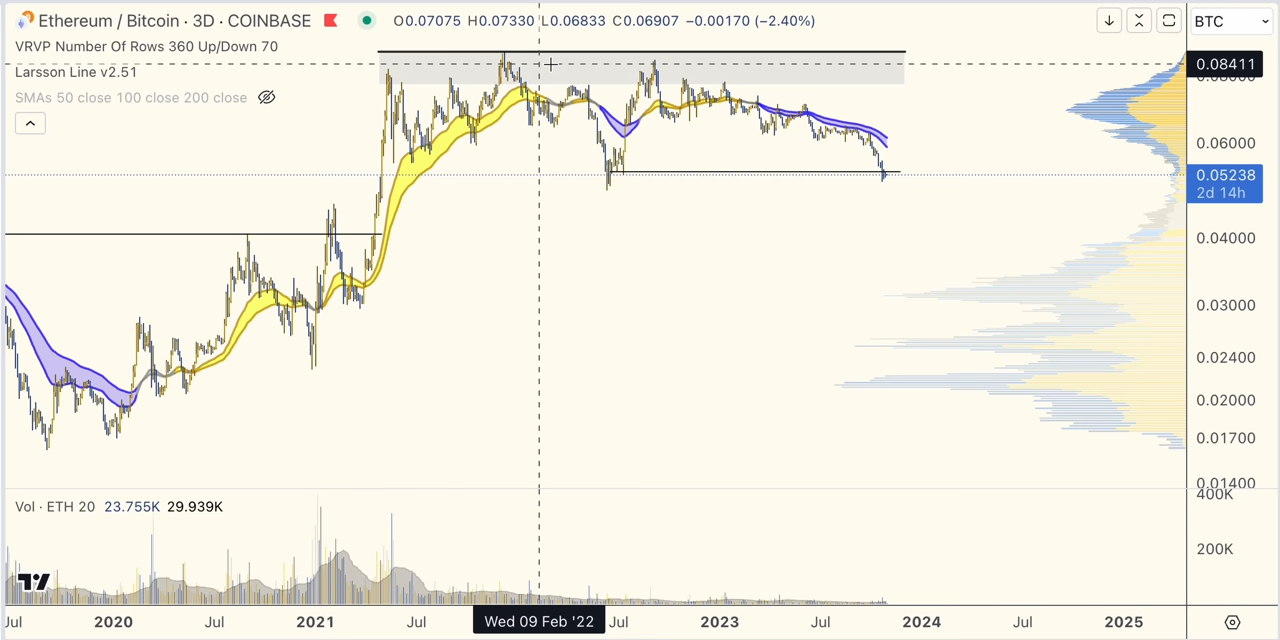 Ethereum / Bitcoin · 3D · COINBASE O0.07075 H0.07330 L0.06833 C0.06907 −0.00170 (−2.40%)
BTC
VRVP Number Of Rows 360 Up/Down 70
Larsson Line v2.51
SMAs 50 close 100 close 200 close
0.08411
0.06000
0.05238
2d 14h
0.04000
0.03000
0.02400
0.02000
0.01700
0.01400
400K
Vol · ETH 20 23.755K 29.939K
200K
Jul 2020 Jul 2021 Jul Wed 09 Feb '22 Jul 2023 Jul 2024 Jul 2025